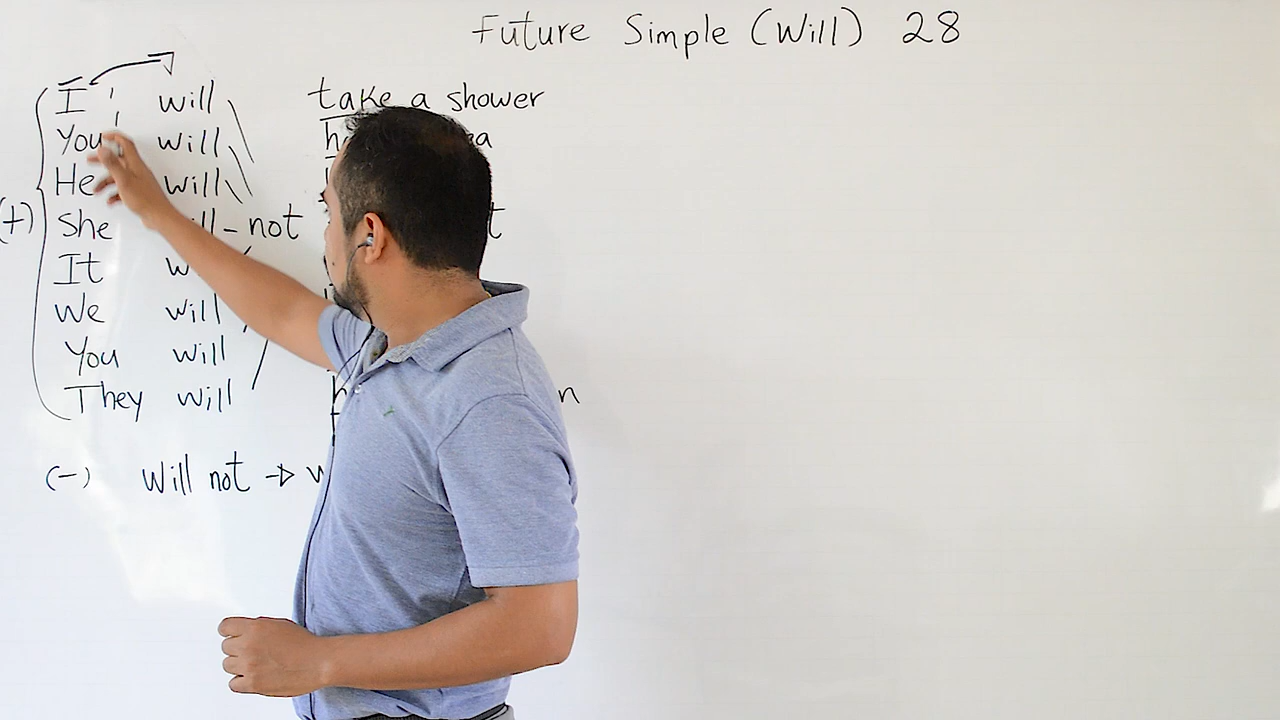 Future Simple (Will) 28
I ' will take a shower
You ' will
He will
(+) She will - not
It
We will
You will
They will
(-) Will not →